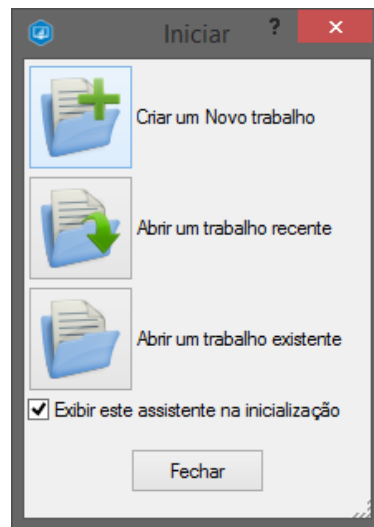 Iniciar
?
Criar um Novo trabalho
Abrir um trabalho recente
Abrir um trabalho existente
Exibir este assistente na inicialização
Fechar